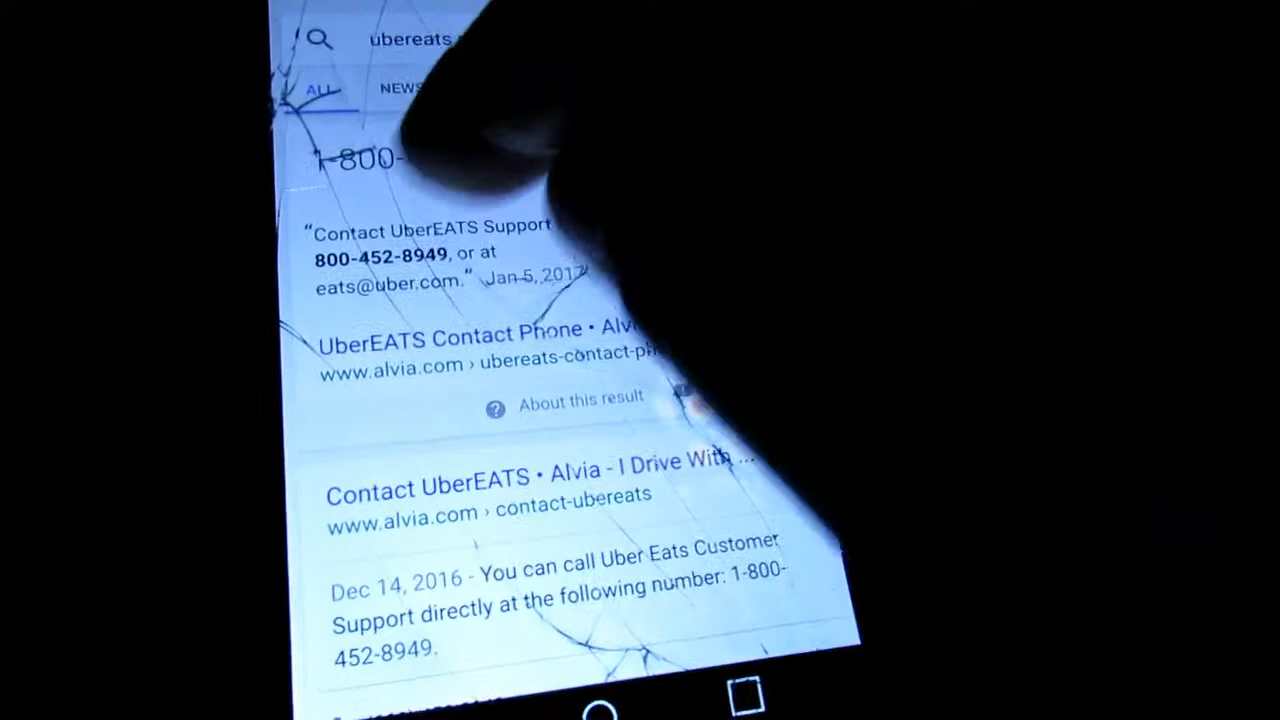 ubereats
ALL NEWS
1-800-
“Contact UberEATS Support
800-452-8949, or at
eats@uber.com.” Jan 5, 2017
UberEATS Contact Phone • Alvi
www.alvia.com › ubereats-contact-ph
? About this result
Contact UberEATS • Alvia - I Drive With ...
www.alvia.com › contact-ubereats
Dec 14, 2016 - You can call Uber Eats Customer
Support directly at the following number: 1-800-
452-8949.